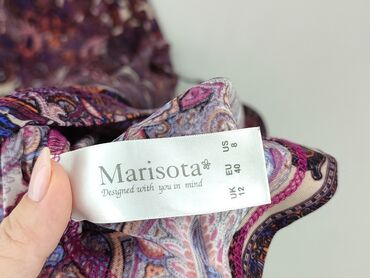 Marisota
Designed with you in mind
US 8
EU 40
UK 12